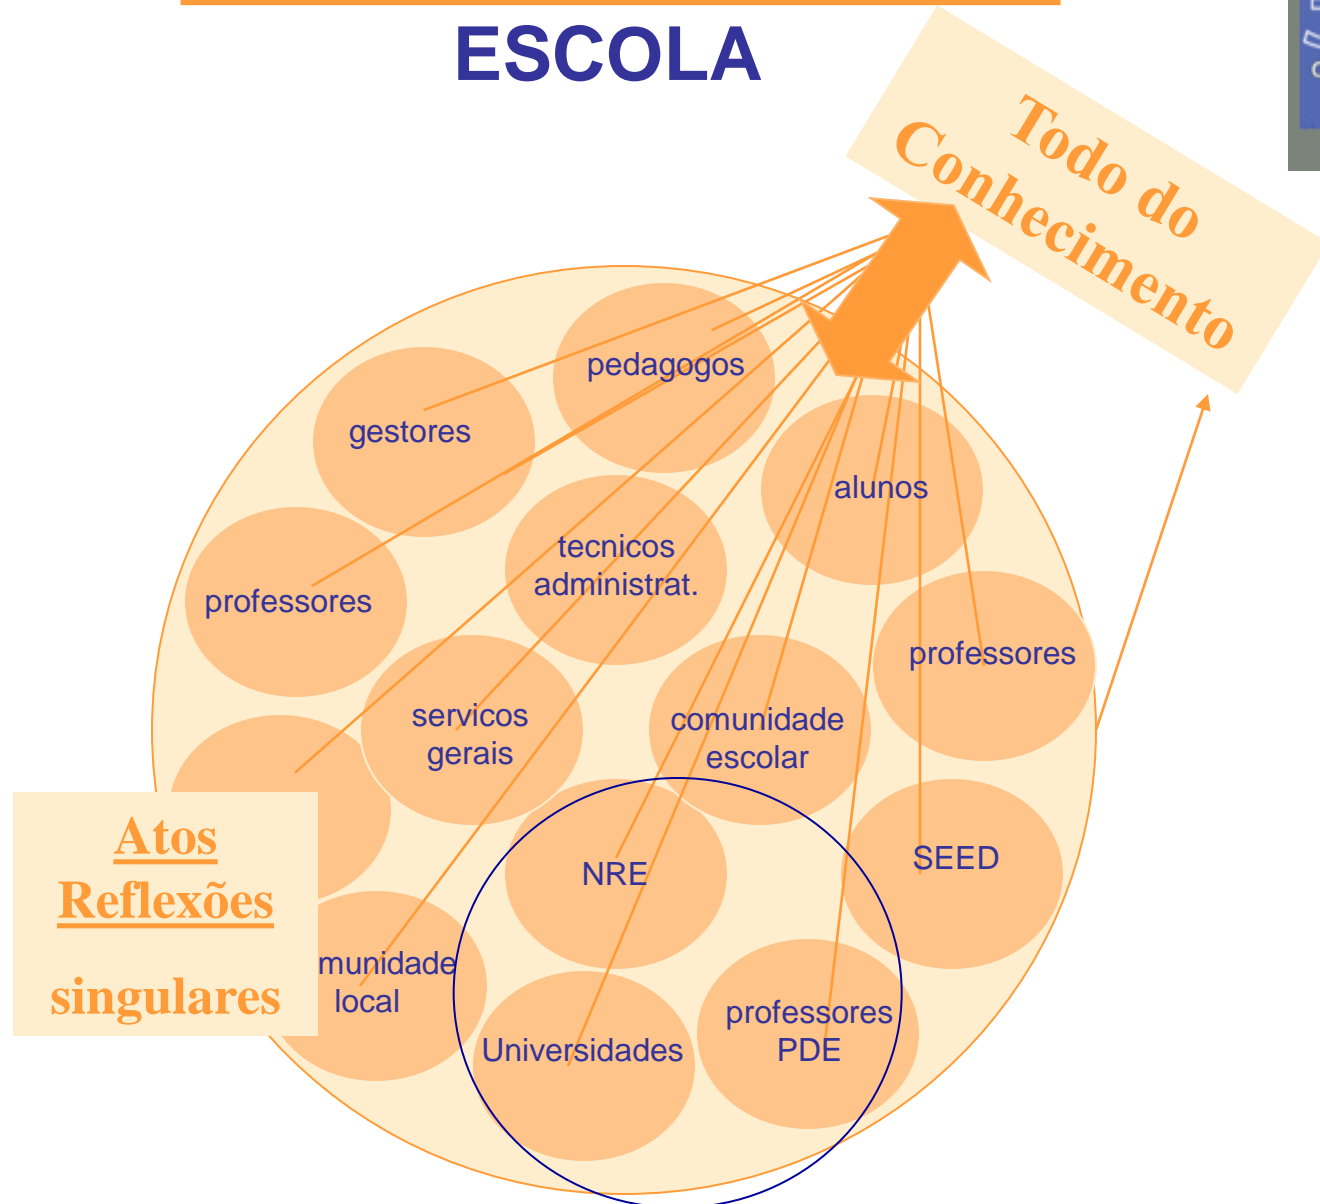 ESCOLA
Todo do
Conhecimento
pedagogos
gestores
alunos
tecnicos
administrat.
professores
professores
servicos
gerais
comunidade
escolar
Atos
Reflexões
singulares
NRE
SEED
munidade
local
professores
PDE
Universidades